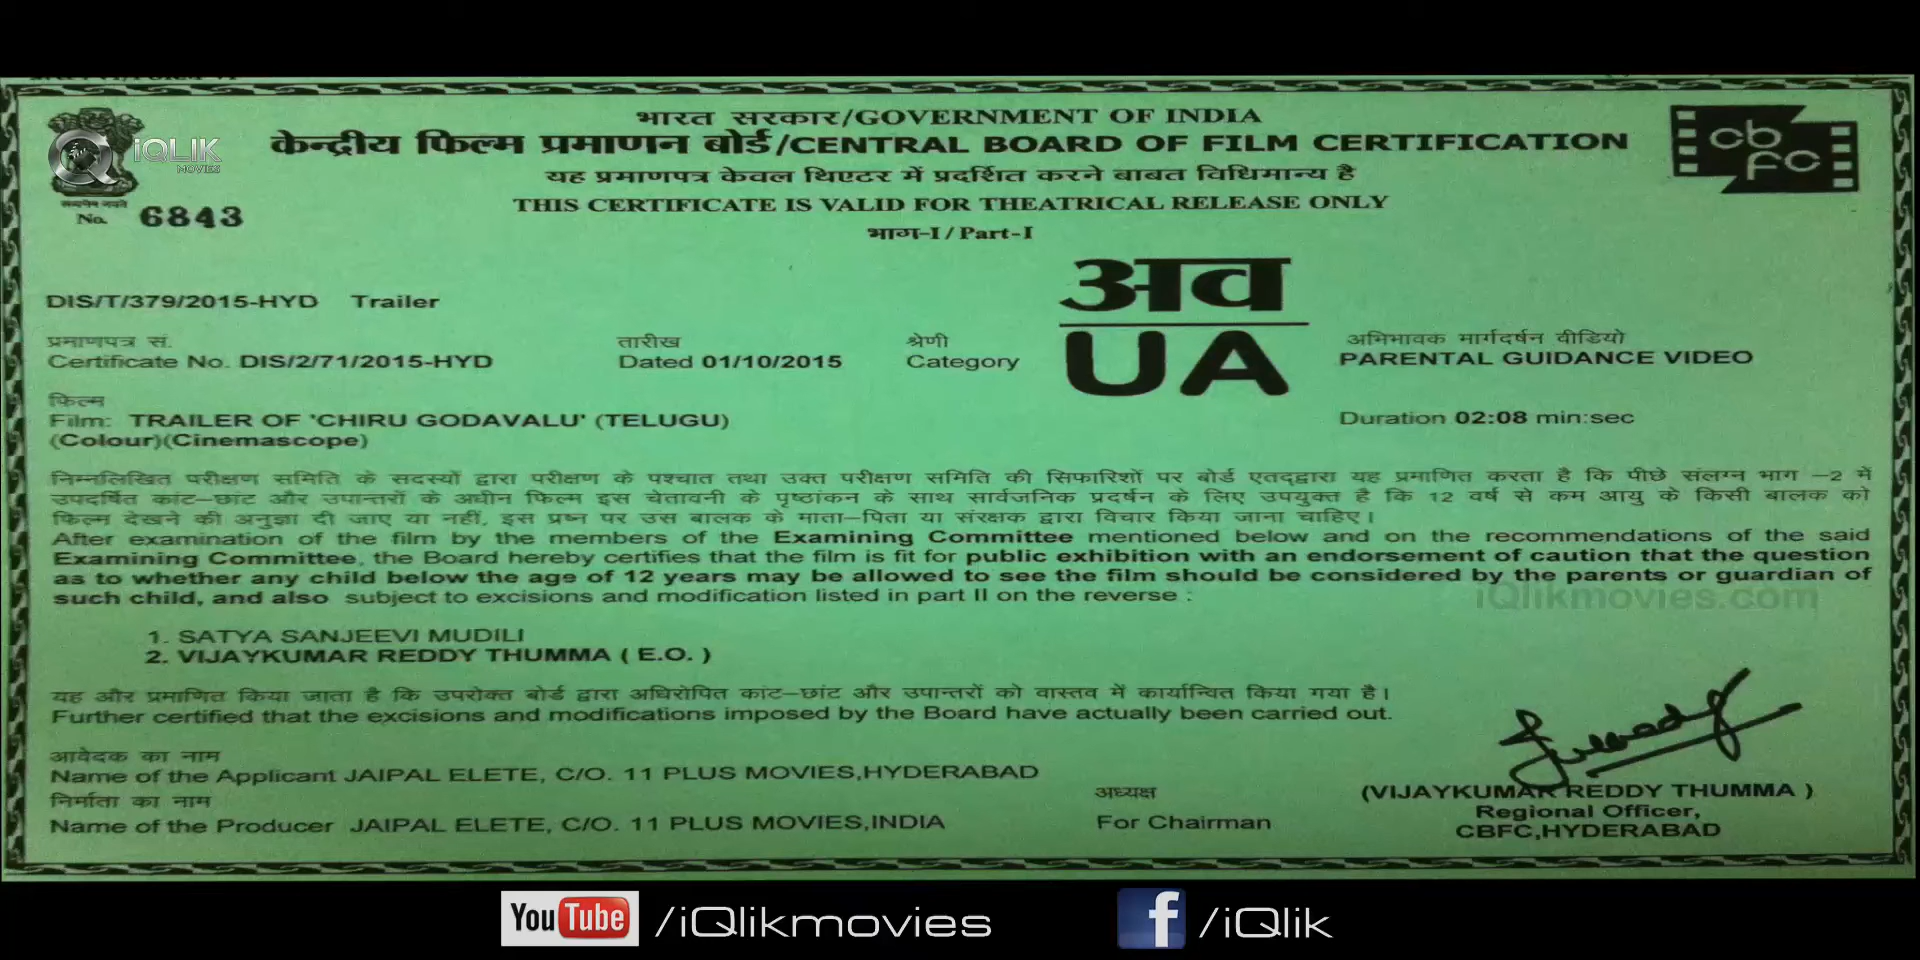 भारत सरकार/GOVERNMENT OF INDIA
केन्द्रीय फिल्म प्रमाणन बोर्ड/CENTRAL BOARD OF FILM CERTIFICATION
cb
fc
iQLIK
MOVIES
यह प्रमाणपत्र केवल थिएटर में प्रदर्शित करने बाबत विधिमान्य है
सत्यमेव जयते
No. 6843
THIS CERTIFICATE IS VALID FOR THEATRICAL RELEASE ONLY
भाग-I / Part-I
DIS/T/379/2015-HYD Trailer
अव
UA
प्रमाणपत्र सं. तारीख श्रेणी अभिभावक मार्गदर्षन वीडियो
Certificate No. DIS/2/71/2015-HYD Dated 01/10/2015 Category PARENTAL GUIDANCE VIDEO
फिल्म
Film: TRAILER OF 'CHIRU GODAVALU' (TELUGU) Duration 02:08 min:sec
(Colour)(Cinemascope)
निम्नलिखित परीक्षण समिति के सदस्यों द्वारा परीक्षण के पश्चात तथा उक्त परीक्षण समिति की सिफारिशों पर बोर्ड एतद्द्वारा यह प्रमाणित करता है कि पीछे संलग्न भाग -2 में
उपदर्षित कांट-छांट और उपान्तरों के अधीन फिल्म इस चेतावनी के पृष्ठांकन के साथ सार्वजनिक प्रदर्षन के लिए उपयुक्त है कि 12 वर्ष से कम आयु के किसी बालक को
फिल्म देखने की अनुज्ञा दी जाए या नहीं, इस प्रष्न पर उस बालक के माता-पिता या संरक्षक द्वारा विचार किया जाना चाहिए।
After examination of the film by the members of the Examining Committee mentioned below and on the recommendations of the said
Examining Committee, the Board hereby certifies that the film is fit for public exhibition with an endorsement of caution that the question
as to whether any child below the age of 12 years may be allowed to see the film should be considered by the parents or guardian of
such child, and also subject to excisions and modification listed in part II on the reverse :
iQlikmovies.com
1. SATYA SANJEEVI MUDILI
2. VIJAYKUMAR REDDY THUMMA ( E.O. )
यह और प्रमाणित किया जाता है कि उपरोक्त बोर्ड द्वारा अधिरोपित कांट-छांट और उपान्तरों को वास्तव में कार्यान्वित किया गया है।
Further certified that the excisions and modifications imposed by the Board have actually been carried out.
आवेदक का नाम
Name of the Applicant JAIPAL ELETE, C/O. 11 PLUS MOVIES,HYDERABAD
निर्माता का नाम अध्यक्ष (VIJAYKUMAR REDDY THUMMA )
Name of the Producer JAIPAL ELETE, C/O. 11 PLUS MOVIES,INDIA For Chairman Regional Officer,
CBFC,HYDERABAD
YouTube /iQlikmovies f /iQlik